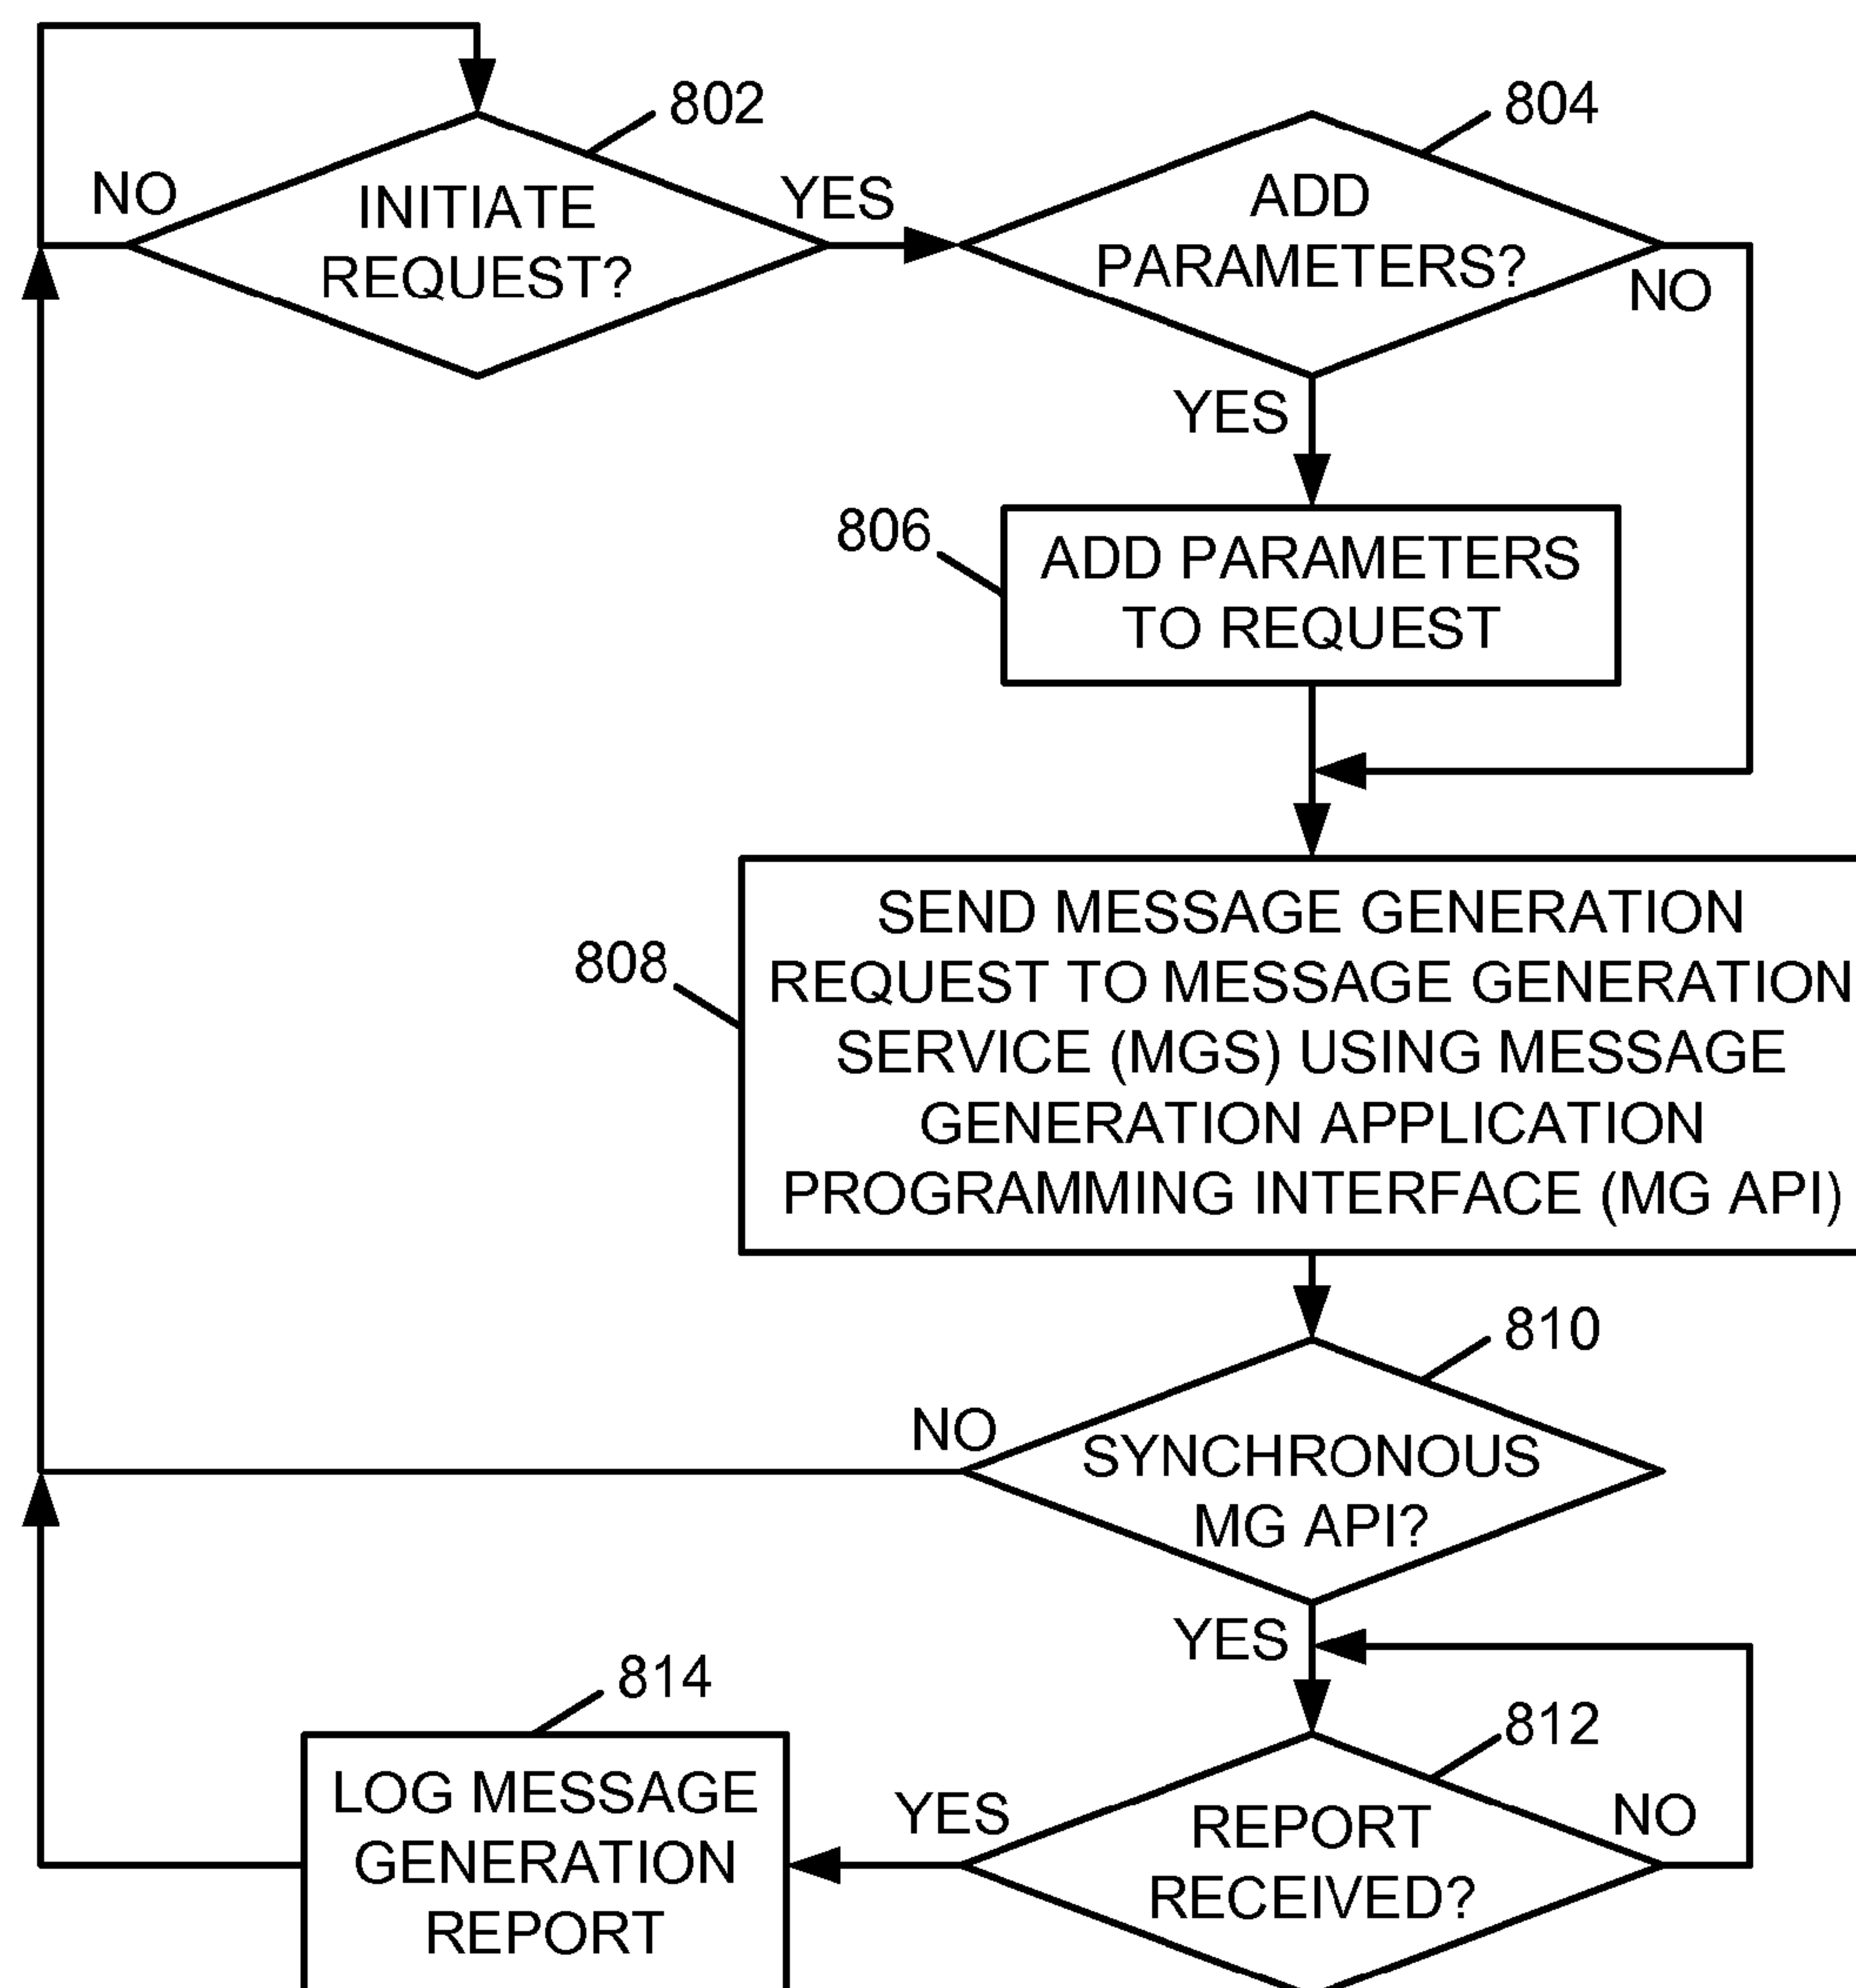 802
NO
INITIATE
REQUEST?
YES
804
ADD
PARAMETERS?
NO
YES
806
ADD PARAMETERS
TO REQUEST
808
SEND MESSAGE GENERATION
REQUEST TO MESSAGE GENERATION
SERVICE (MGS) USING MESSAGE
GENERATION APPLICATION
PROGRAMMING INTERFACE (MG API)
810
NO
SYNCHRONOUS
MG API?
YES
812
REPORT
RECEIVED?
NO
YES
814
LOG MESSAGE
GENERATION
REPORT